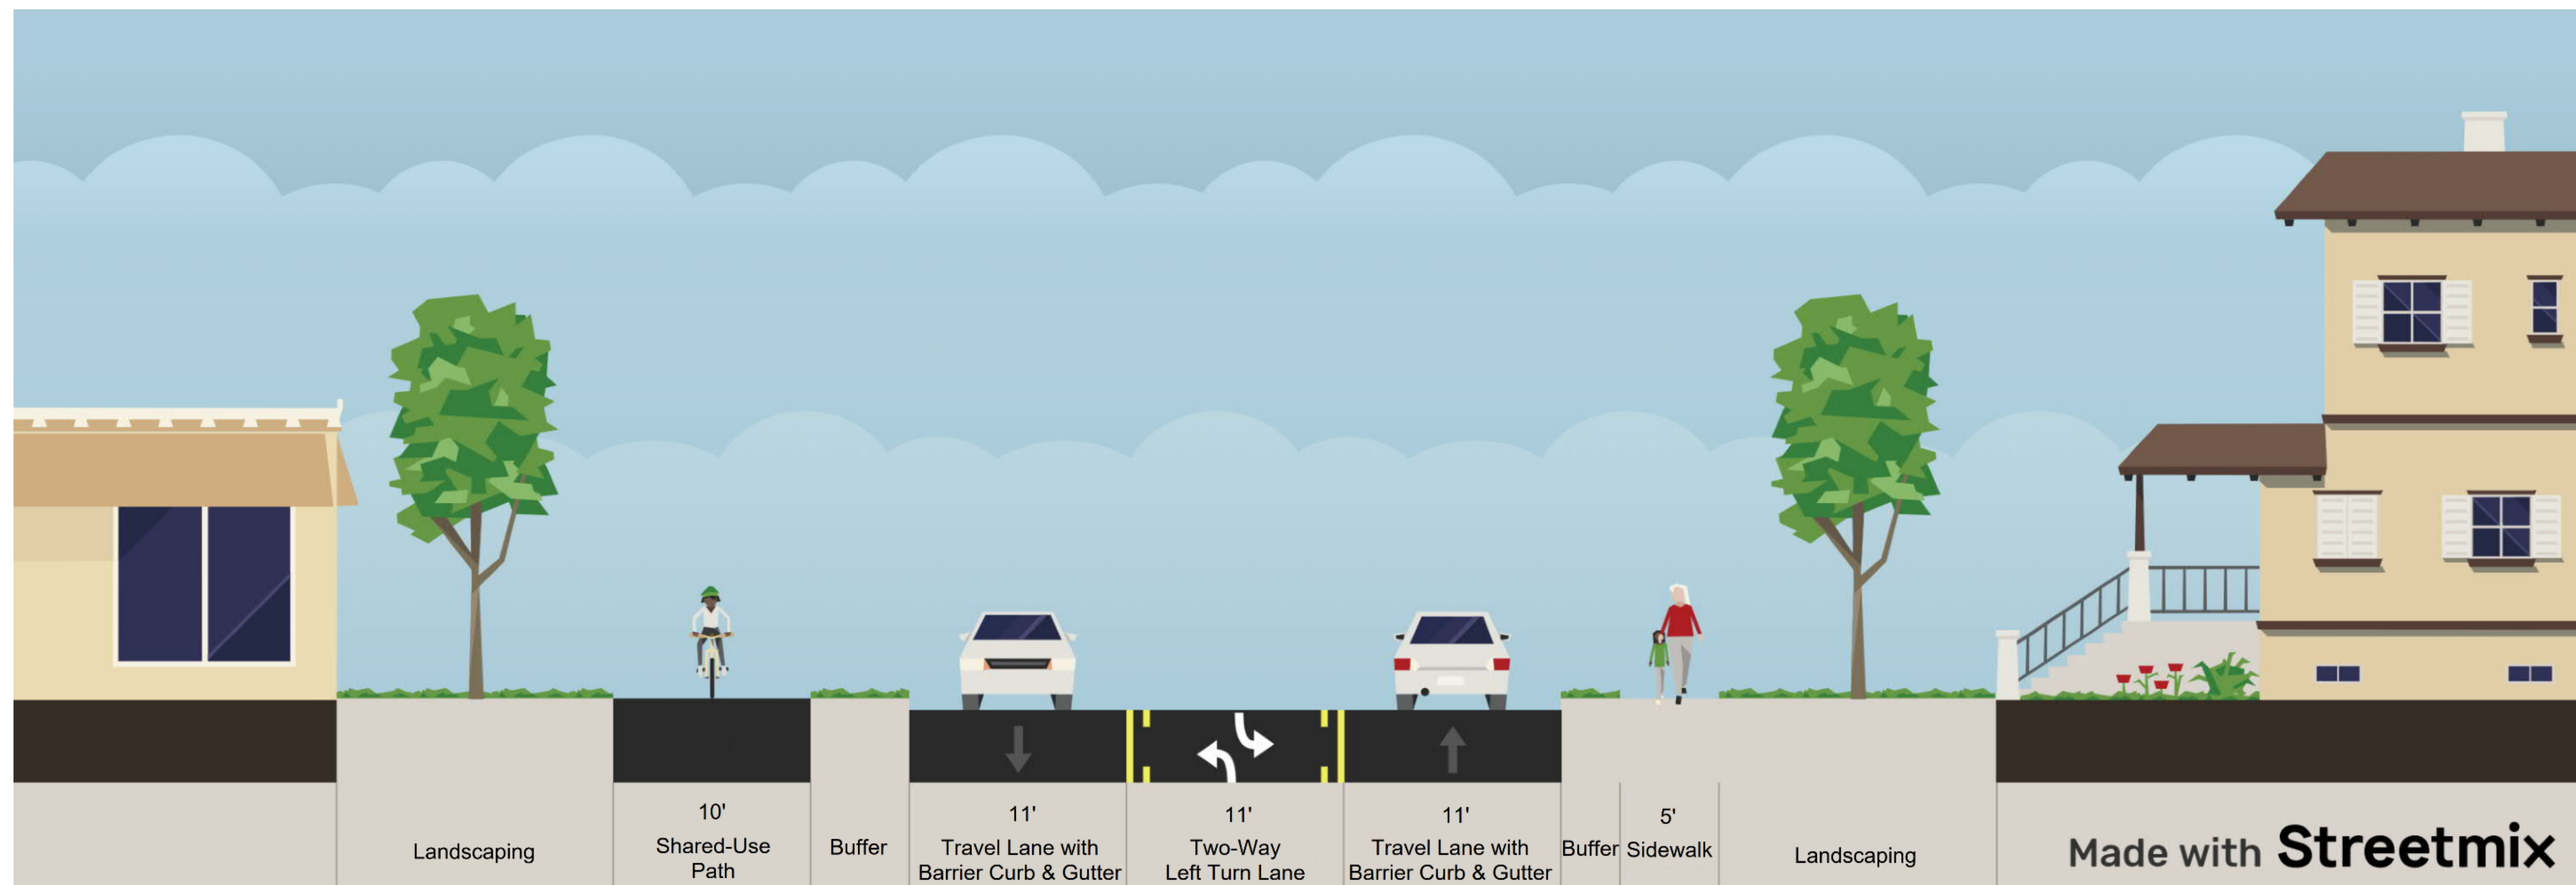 Landscaping
10'
Shared-Use
Path
Buffer
11'
Travel Lane with
Barrier Curb & Gutter
11'
Two-Way
Left Turn Lane
11'
Travel Lane with
Barrier Curb & Gutter
Buffer
5'
Sidewalk
Landscaping
Made with Streetmix